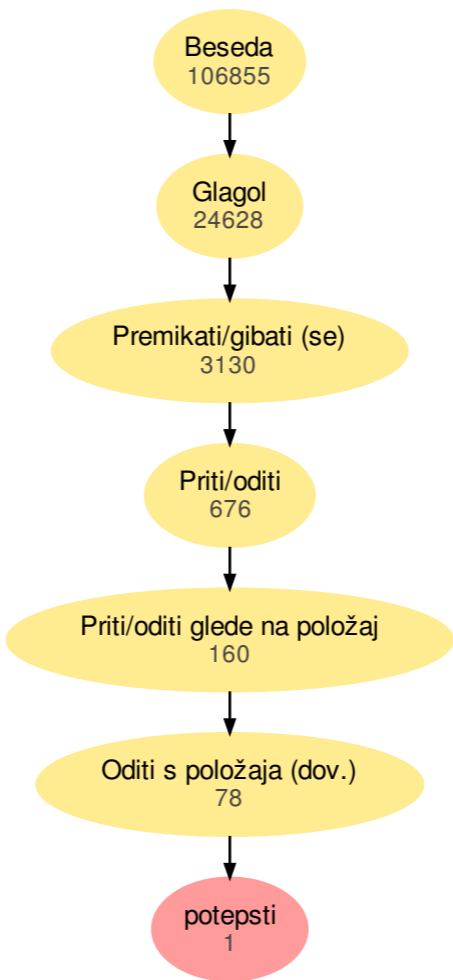 Beseda
106855
Glagol
24628
Premikati/gibati (se)
3130
Priti/oditi
676
Priti/oditi glede na položaj
160
Oditi s položaja (dov.)
78
potepsti
1